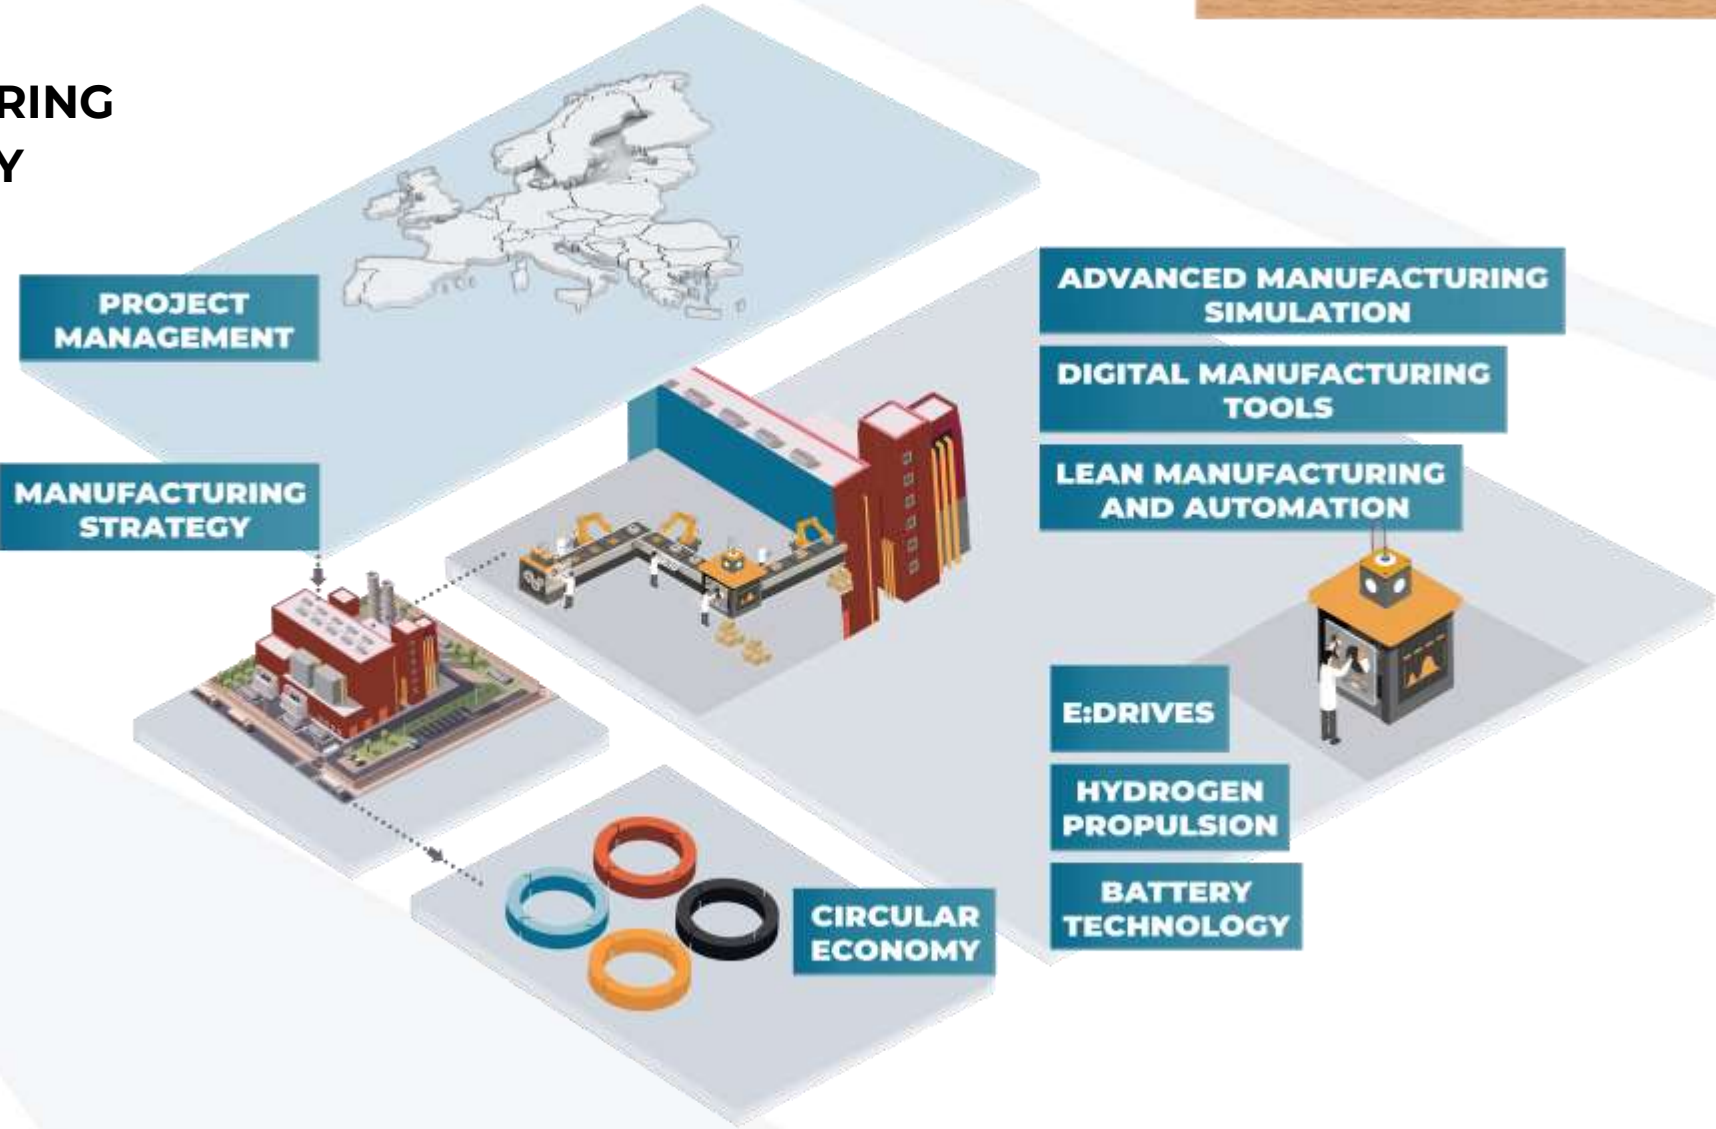 RING
Y
PROJECT
MANAGEMENT
MANUFACTURING
STRATEGY
ADVANCED MANUFACTURING
SIMULATION
DIGITAL MANUFACTURING
TOOLS
LEAN MANUFACTURING
AND AUTOMATION
E:DRIVES
HYDROGEN
PROPULSION
BATTERY
TECHNOLOGY
CIRCULAR
ECONOMY